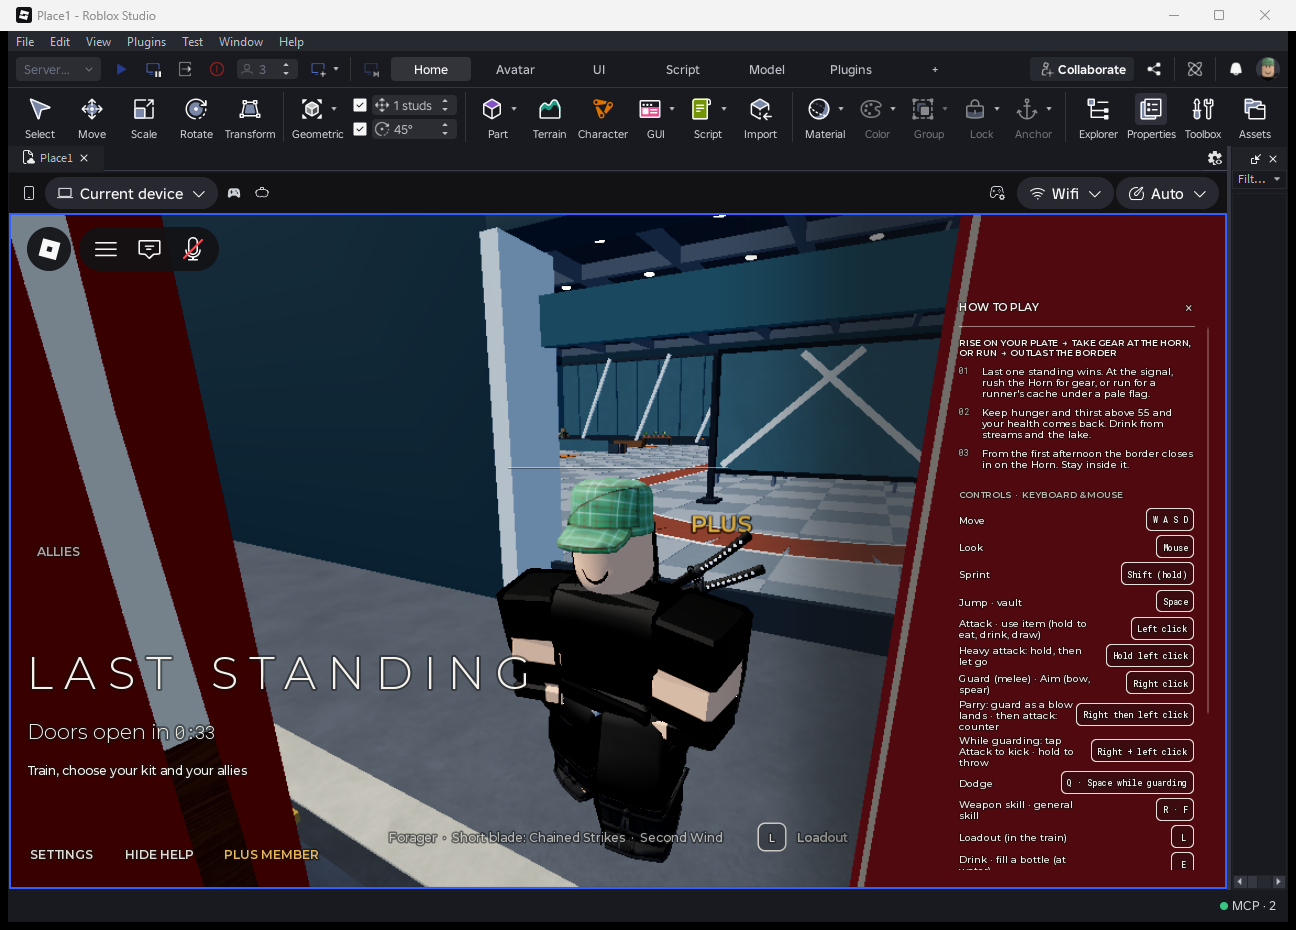 Place1 - Roblox Studio
File Edit View Plugins Test Window Help
Server... 3 Home Avatar UI Script Model Plugins + Collaborate
1 studs
45°
Select Move Scale Rotate Transform Geometric Part Terrain Character GUI Script Import Material Color Group Lock Anchor Explorer Properties Toolbox Assets
Place1
Current device Wifi Auto
Filt...
HOW TO PLAY ×
RISE ON YOUR PLATE → TAKE GEAR AT THE HORN,
OR RUN → OUTLAST THE BORDER
01 Last one standing wins. At the signal,
rush the Horn for gear, or run for a
runner's cache under a pale flag.
02 Keep hunger and thirst above 55 and
your health comes back. Drink from
streams and the lake.
03 From the first afternoon the border closes
in on the Horn. Stay inside it.
CONTROLS · KEYBOARD & MOUSE
Move W A S D
Look Mouse
Sprint Shift (hold)
Jump · vault Space
Attack · use item (hold to
eat, drink, draw) Left click
Heavy attack: hold, then
let go Hold left click
Guard (melee) · Aim (bow,
spear) Right click
Parry: guard as a blow
lands · then attack:
counter Right then left click
While guarding: tap
Attack to kick · hold to
throw Right + left click
Dodge Q · Space while guarding
Weapon skill · general
skill R · F
Loadout (in the train) L
Drink · fill a bottle (at
water) E
PLUS
ALLIES
LAST STANDING
Doors open in 0:33
Train, choose your kit and your allies
Forager · Short blade: Chained Strikes · Second Wind L Loadout
SETTINGS HIDE HELP PLUS MEMBER
MCP · 2